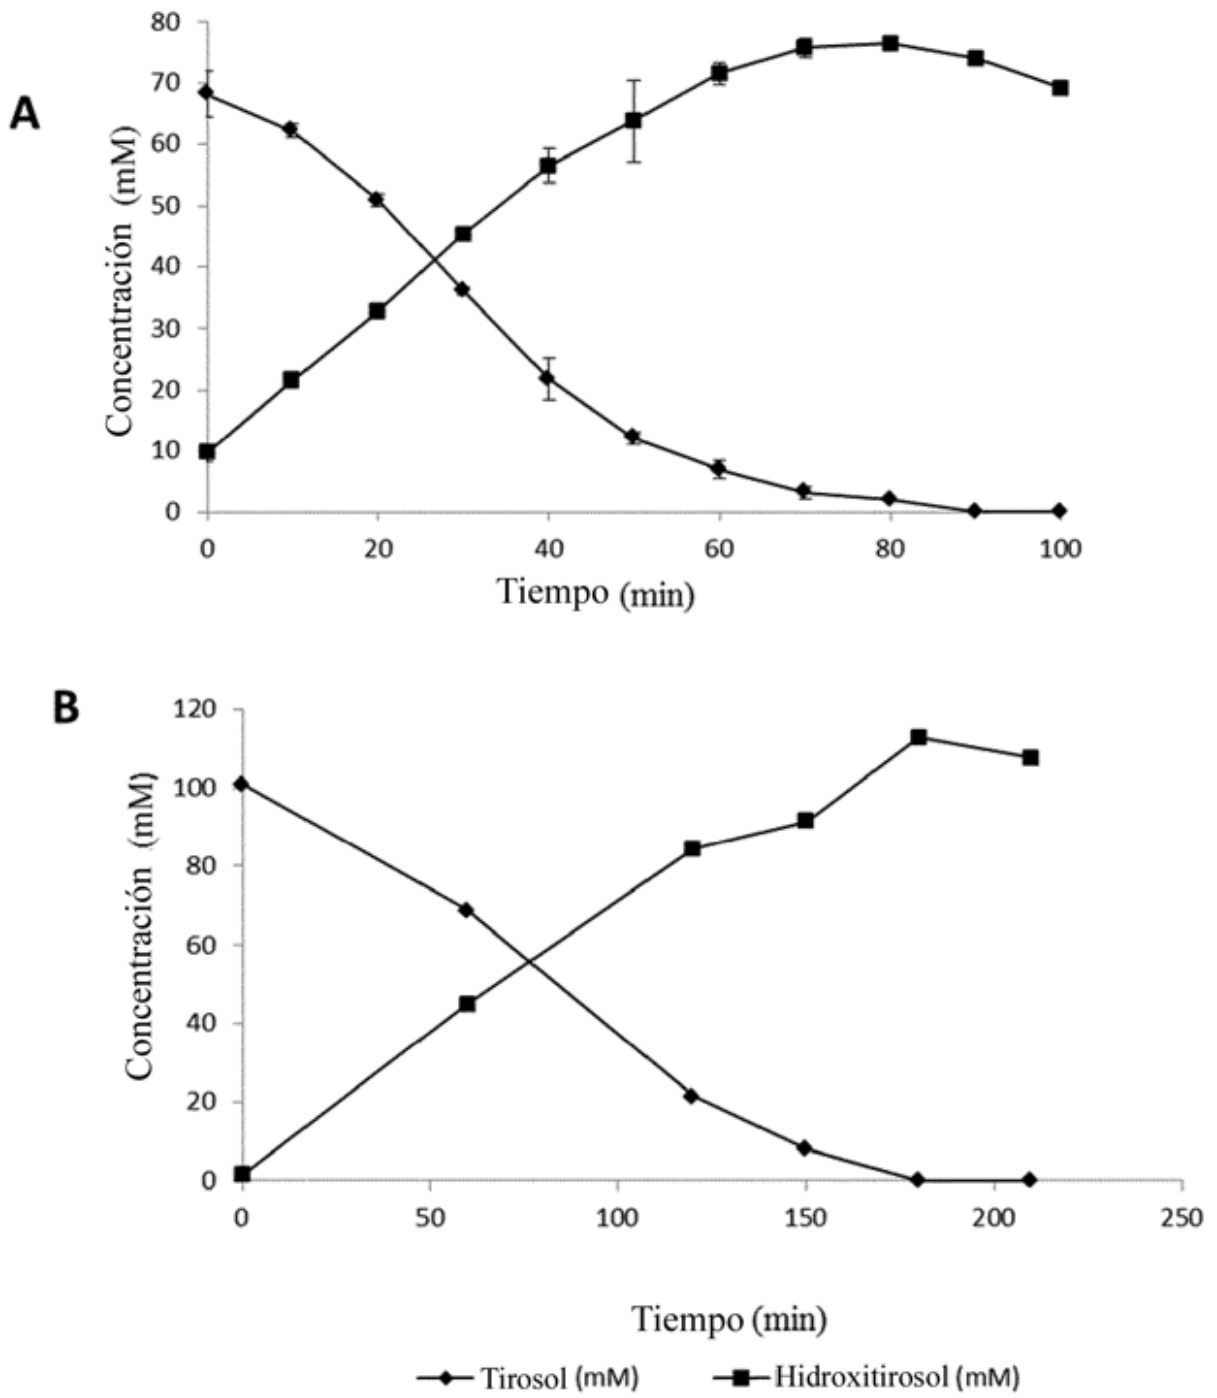 A
Concentración (mM)
80
70
60
50
40
30
20
10
0
0 20 40 60 80 100
Tiempo (min)
B
Concentración (mM)
120
100
80
60
40
20
0
0 50 100 150 200 250
Tiempo (min)
Tirosol (mM) Hidroxitirosol (mM)